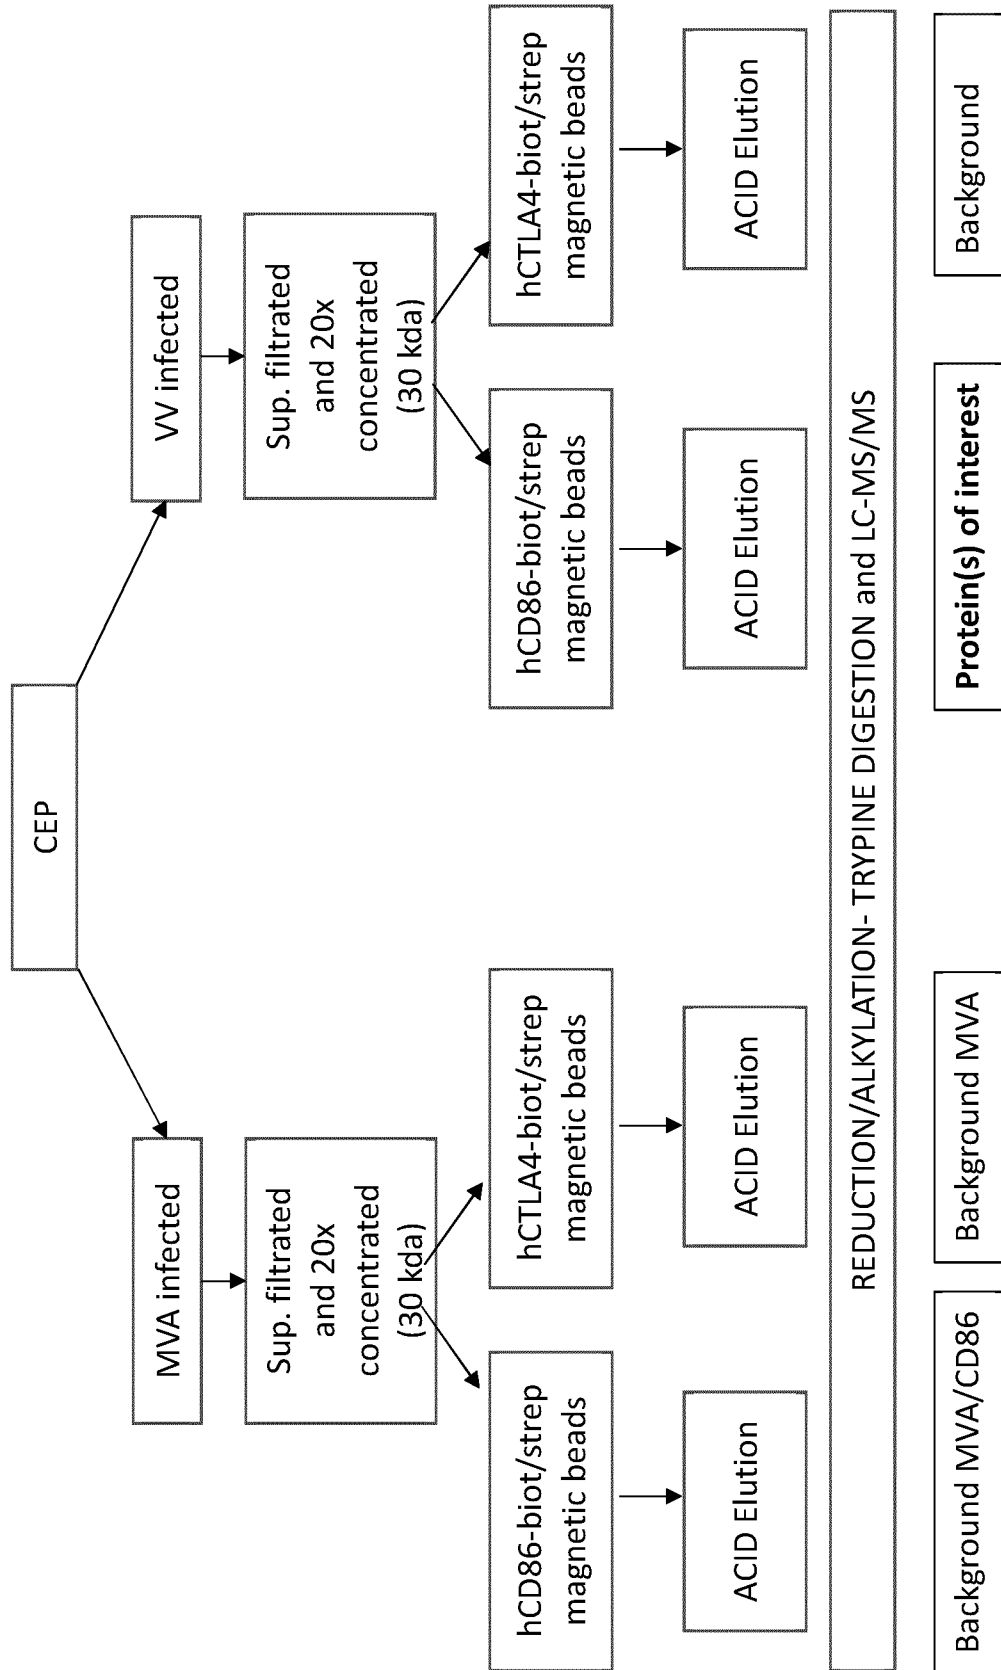 CEP
MVA infected
VV infected
Sup. filtrated
and 20x
concentrated
(30 kda)
Sup. filtrated
and 20x
concentrated
(30 kda)
hCD86-biot/strep
magnetic beads
hCTLA4-biot/strep
magnetic beads
hCD86-biot/strep
magnetic beads
hCTLA4-biot/strep
magnetic beads
ACID Elution
ACID Elution
ACID Elution
ACID Elution
REDUCTION/ALKYLATION- TRYPINE DIGESTION and LC-MS/MS
Background MVA/CD86
Background MVA
Protein(s) of interest
Background